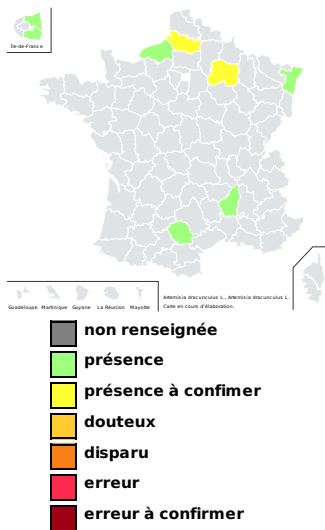 Île-de-France
Guadeloupe Martinique Guyane La Réunion Mayotte
Artemisia dracunculus L., Artemisia dracunculus L.
Carte en cours d'élaboration.
non renseignée
présence
présence à confimer
douteux
disparu
erreur
erreur à confirmer